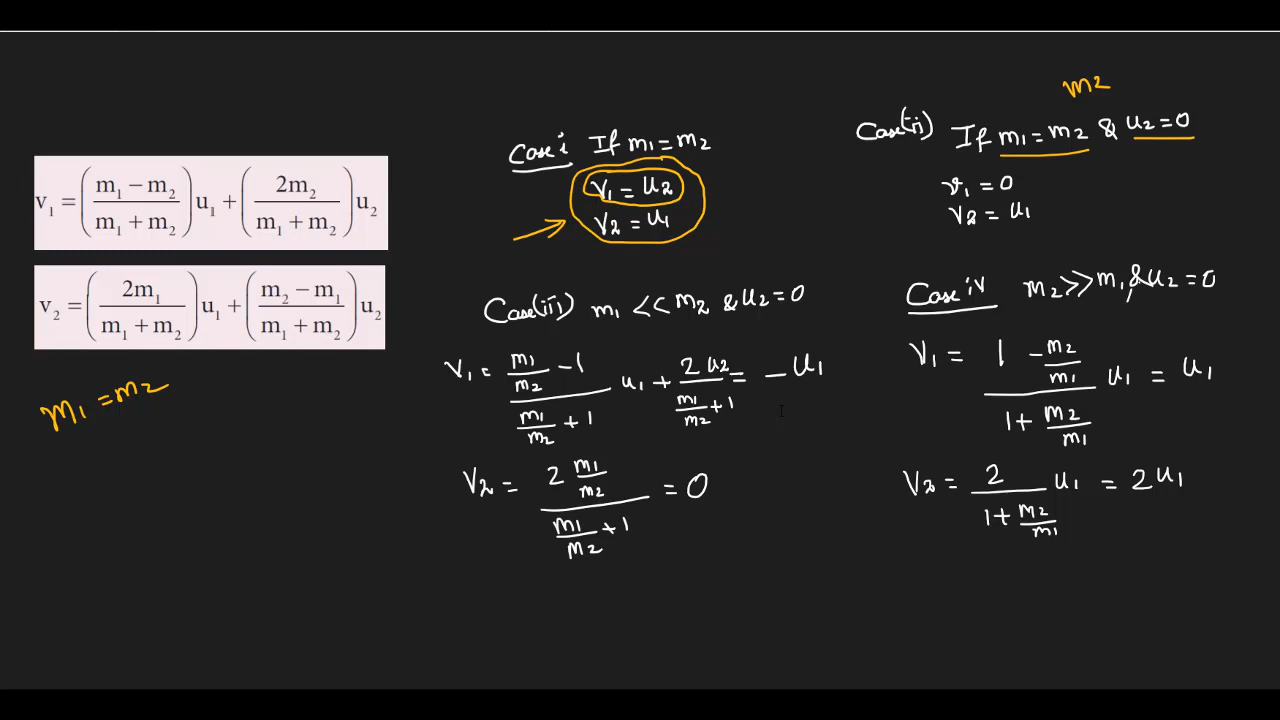 v₁ = ((m₁ − m₂)/(m₁ + m₂)) u₁ + (2m₂/(m₁ + m₂)) u₂
v₂ = (2m₁/(m₁ + m₂)) u₁ + ((m₂ − m₁)/(m₁ + m₂)) u₂
m₁ = m₂
Case i If m₁ = m₂
V₁ = U₂
V₂ = U₁
m₂
Case(ii) If m₁ = m₂ & U₂ = 0
v₁ = 0
V₂ = U₁
Case(iii) m₁ << m₂ & U₂ = 0
V₁ = ((m₁/m₂ − 1)/(m₁/m₂ + 1)) U₁ + 2 U₂/(m₁/m₂ + 1) = − U₁
V₂ = (2 m₁/m₂)/(m₁/m₂ + 1) = 0
Case iv m₂ >> m₁, & U₂ = 0
V₁ = ((1 − m₂/m₁)/(1 + m₂/m₁)) U₁ = U₁
V₂ = (2/(1 + m₂/m₁)) U₁ = 2U₁